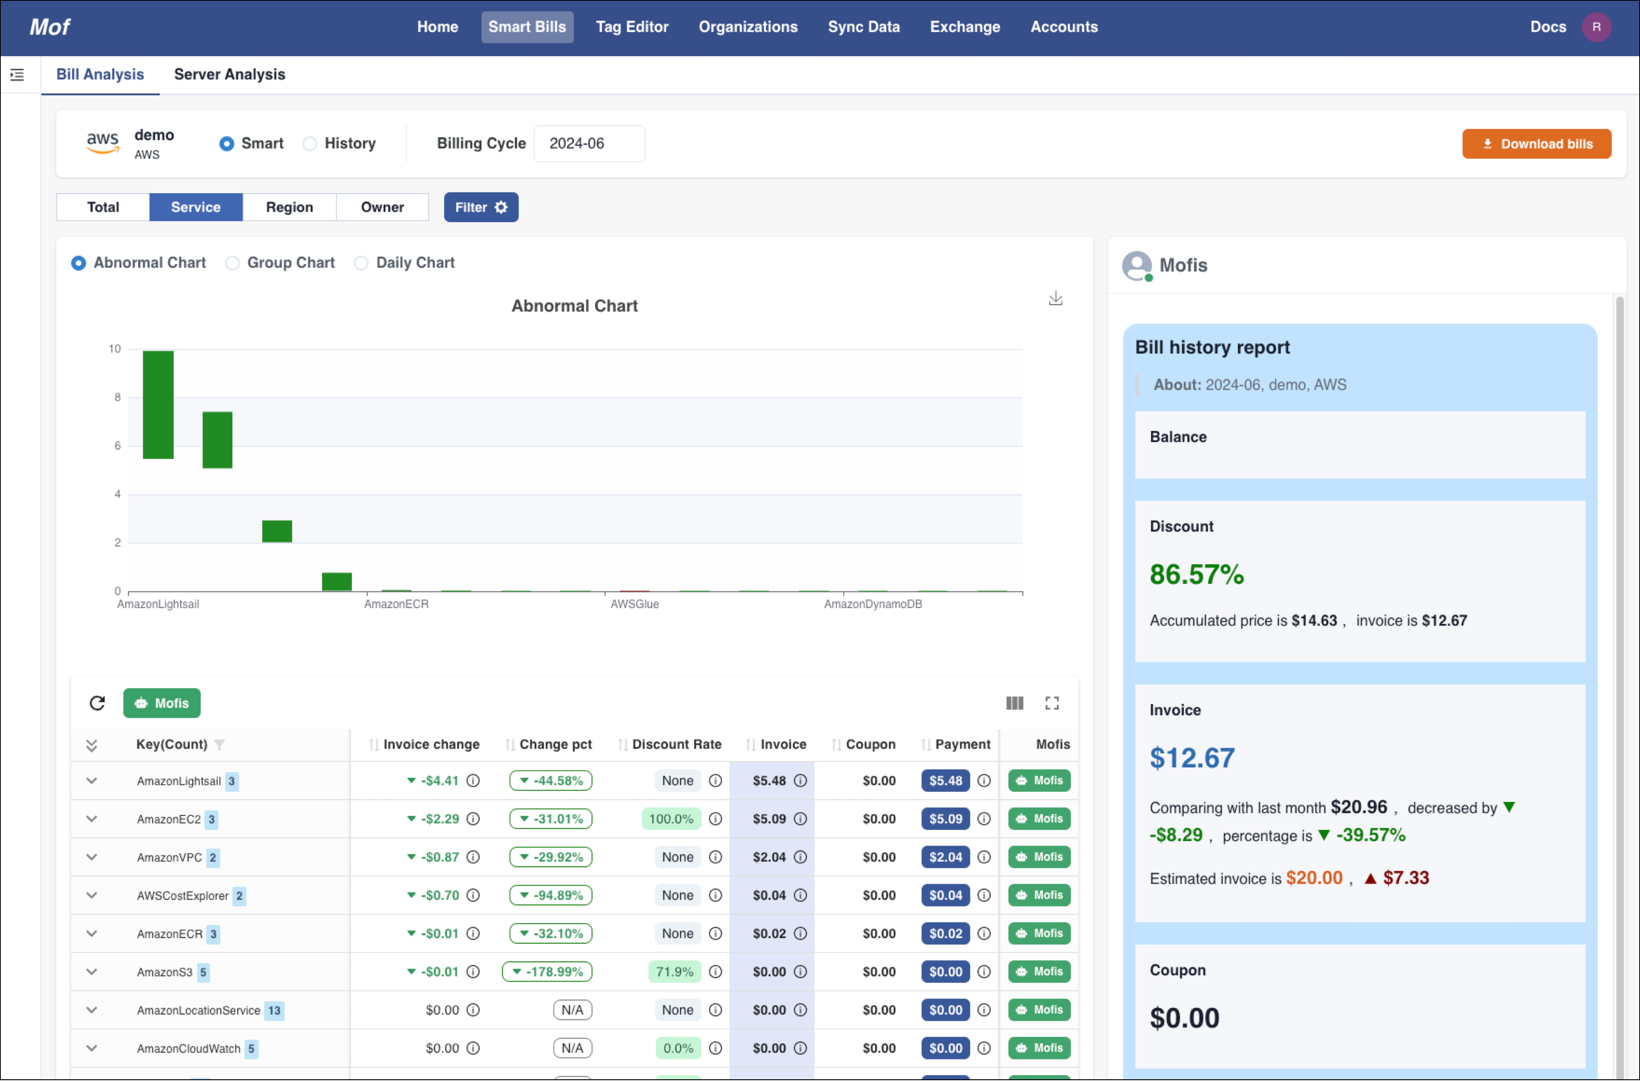 Mof
Home Smart Bills Tag Editor Organizations Sync Data Exchange Accounts Docs R
Bill Analysis Server Analysis
aws demo AWS Smart History Billing Cycle 2024-06 Download bills
Total Service Region Owner Filter
Abnormal Chart Group Chart Daily Chart
Abnormal Chart
10
8
6
4
2
0
AmazonLightsail AmazonECR AWSGlue AmazonDynamoDB
Mofis
Key(Count) Invoice change Change pct Discount Rate Invoice Coupon Payment Mofis
AmazonLightsail 3 -$4.41 -44.58% None $5.48 $0.00 $5.48 Mofis
AmazonEC2 3 -$2.29 -31.01% 100.0% $5.09 $0.00 $5.09 Mofis
AmazonVPC 2 -$0.87 -29.92% None $2.04 $0.00 $2.04 Mofis
AWSCostExplorer 2 -$0.70 -94.89% None $0.04 $0.00 $0.04 Mofis
AmazonECR 3 -$0.01 -32.10% None $0.02 $0.00 $0.02 Mofis
AmazonS3 5 -$0.01 -178.99% 71.9% $0.00 $0.00 $0.00 Mofis
AmazonLocationService 13 $0.00 N/A None $0.00 $0.00 $0.00 Mofis
AmazonCloudWatch 5 $0.00 N/A 0.0% $0.00 $0.00 $0.00 Mofis
Mofis
Bill history report
About: 2024-06, demo, AWS
Balance
Discount
86.57%
Accumulated price is $14.63 , invoice is $12.67
Invoice
$12.67
Comparing with last month $20.96 , decreased by ▼
-$8.29 , percentage is ▼ -39.57%
Estimated invoice is $20.00 , ▲ $7.33
Coupon
$0.00